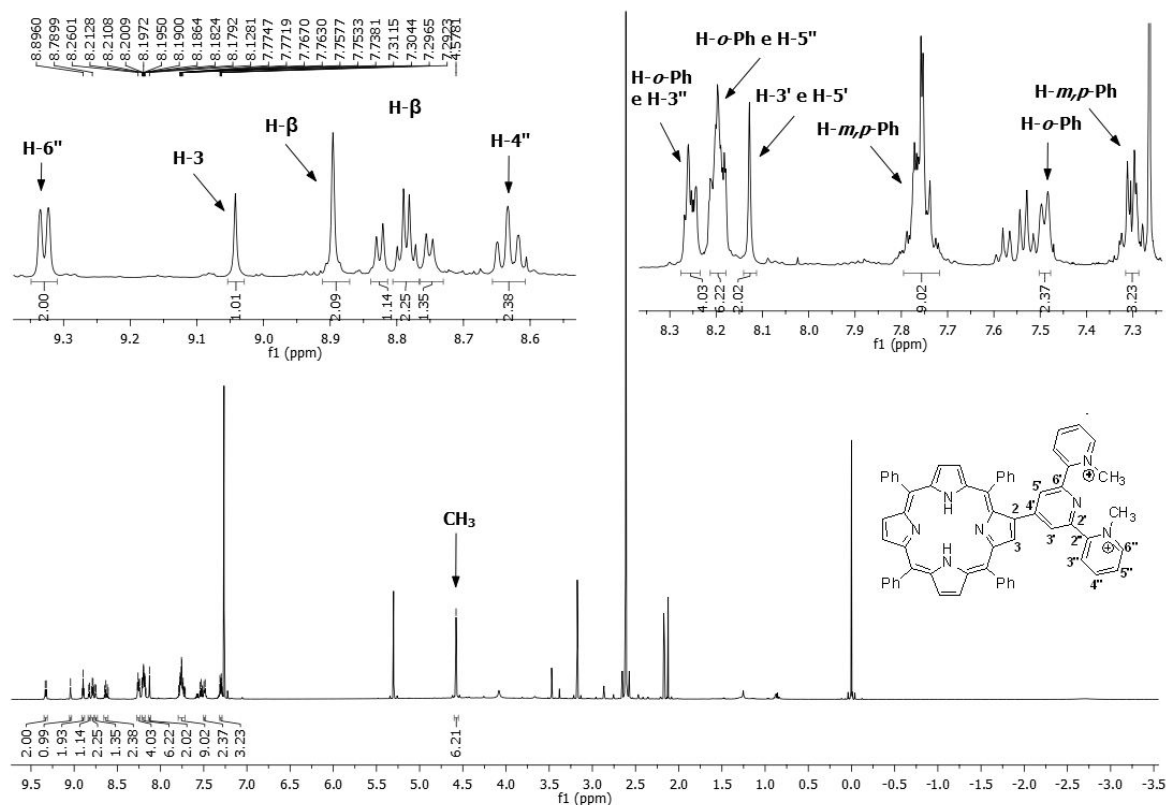 8.8960
8.7899
8.2601
8.2128
8.2108
8.2009
8.1972
8.1950
8.1900
8.1864
8.1824
8.1792
8.1281
7.7747
7.7719
7.7670
7.7630
7.7577
7.7533
7.7381
7.3115
7.3044
7.2965
7.2923
4.5781
H-6"
H-3
H-β
H-β
H-4"
2.00
1.01
2.09
1.14
2.25
1.35
2.38
9.3 9.2 9.1 9.0 8.9 8.8 8.7 8.6
f1 (ppm)
H-o-Ph
e H-3"
H-o-Ph e H-5"
H-3' e H-5'
H-m,p-Ph
H-m,p-Ph
H-o-Ph
4.03
6.22
2.02
9.02
2.37
3.23
8.3 8.2 8.1 8.0 7.9 7.8 7.7 7.6 7.5 7.4 7.3
f1 (ppm)
CH3
Ph
Ph
Ph
Ph
NH
N
N
H
N
2
3
4'
5'
6'
3'
2'
2"
3"
4"
5"
6"
N
N
CH3
N
CH3
2.00
0.99
1.93
1.14
2.25
1.35
2.38
4.03
6.22
2.02
9.02
2.37
3.23
6.21
9.5 9.0 8.5 8.0 7.5 7.0 6.5 6.0 5.5 5.0 4.5 4.0 3.5 3.0 2.5 2.0 1.5 1.0 0.5 0.0 -0.5 -1.0 -1.5 -2.0 -2.5 -3.0 -3.5
f1 (ppm)